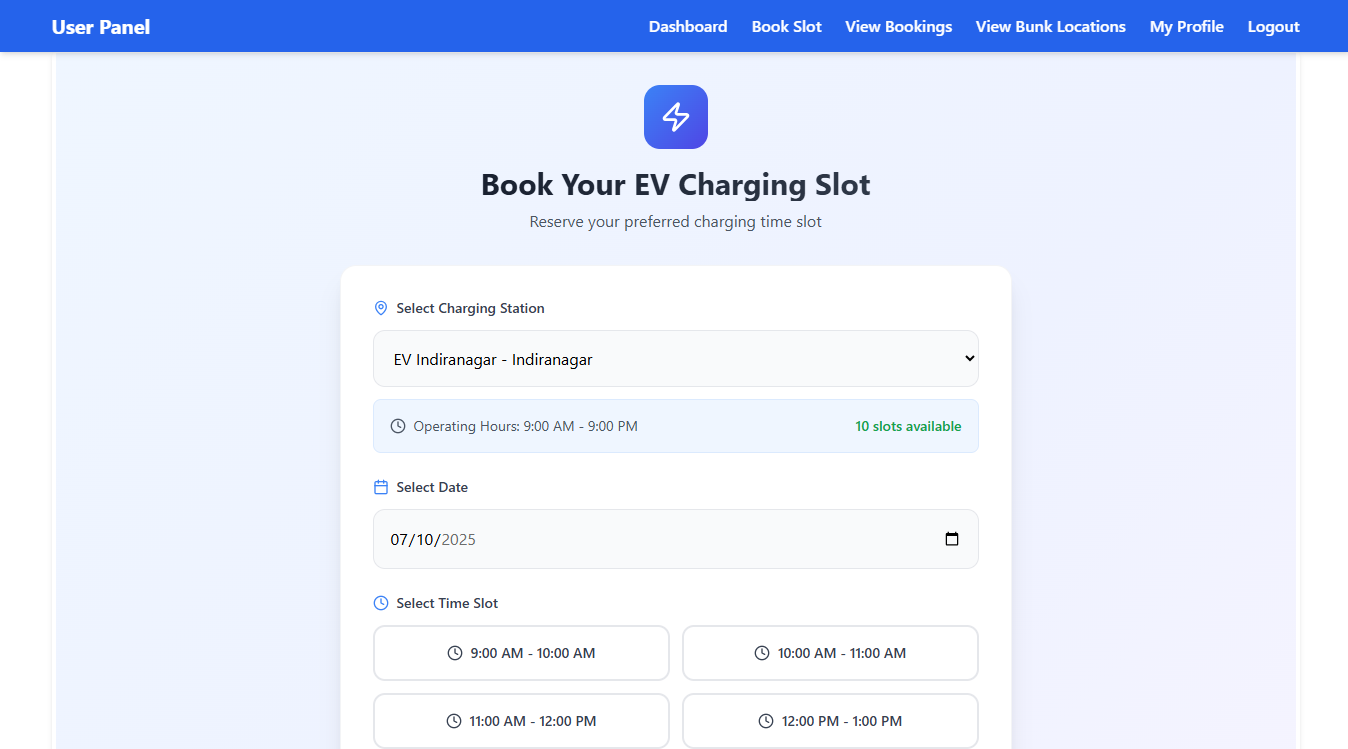 User Panel Dashboard Book Slot View Bookings View Bunk Locations My Profile Logout
Book Your EV Charging Slot
Reserve your preferred charging time slot
Select Charging Station
EV Indiranagar - Indiranagar
Operating Hours: 9:00 AM - 9:00 PM 10 slots available
Select Date
07/10/2025
Select Time Slot
9:00 AM - 10:00 AM 10:00 AM - 11:00 AM
11:00 AM - 12:00 PM 12:00 PM - 1:00 PM